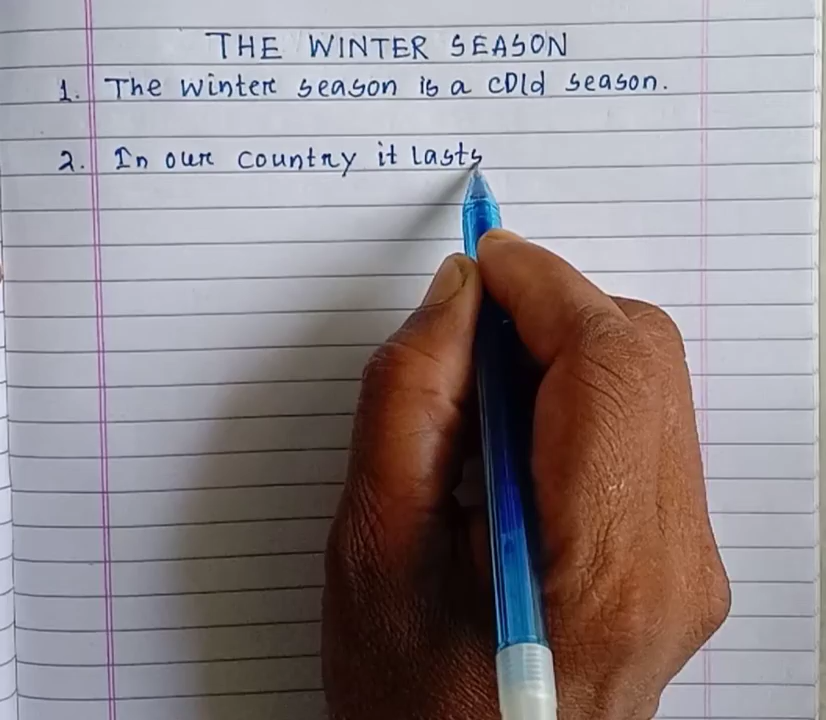 THE WINTER SEASON
1. The winter season is a cold season.
2. In our country it lasts